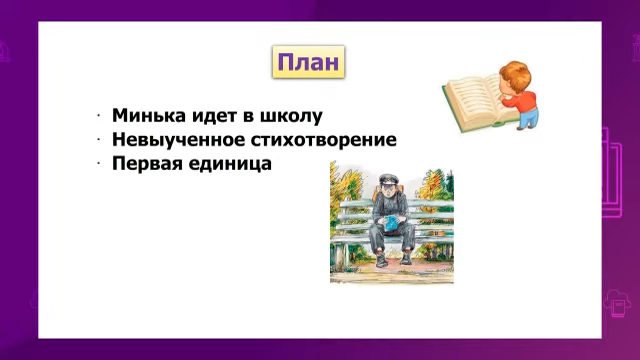 План
· Минька идет в школу
· Невыученное стихотворение
· Первая единица